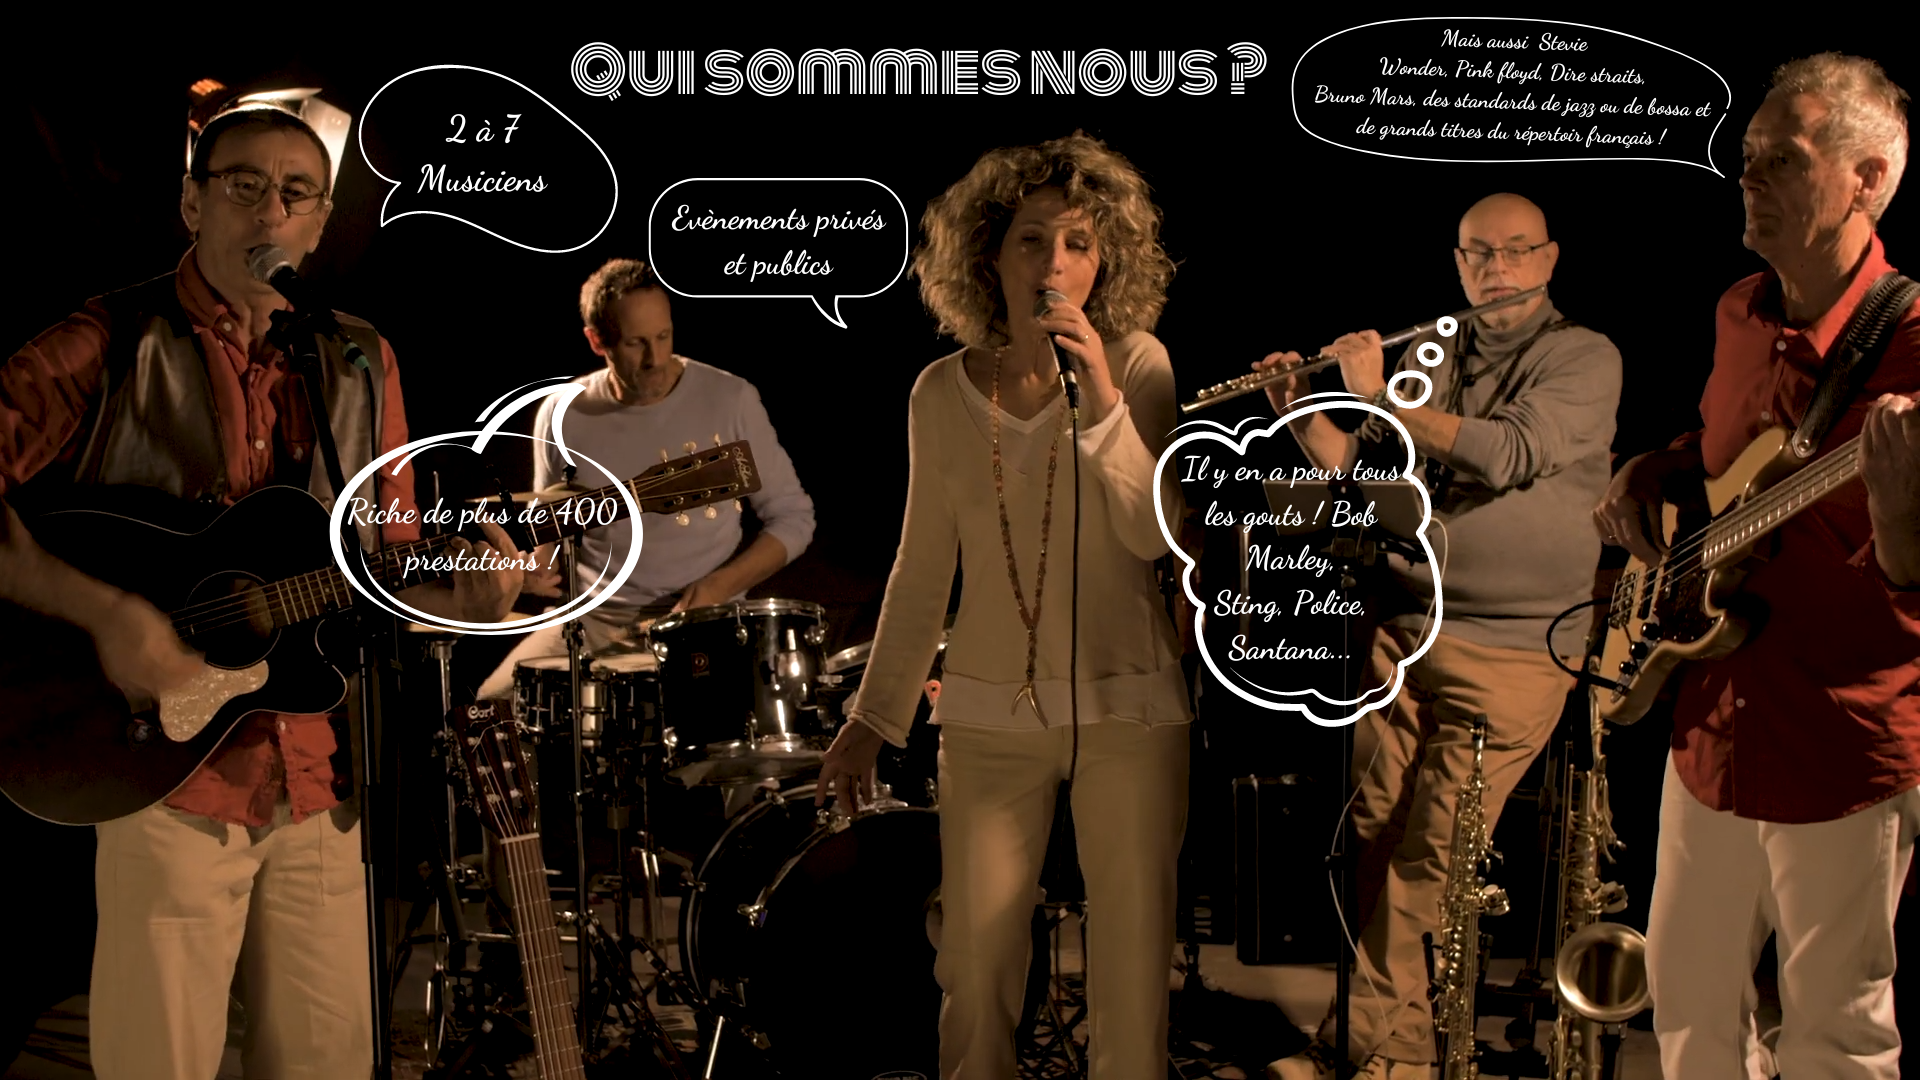 QUI SOMMES NOUS ?
2 à 7
Musiciens
Evènements privés
et publics
Mais aussi Stevie
Wonder, Pink floyd, Dire straits,
Bruno Mars, des standards de jazz ou de bossa et
de grands titres du répertoir français !
Riche de plus de 400
prestations !
Il y en a pour tous
les gouts ! Bob
Marley,
Sting, Police,
Santana...
Cort